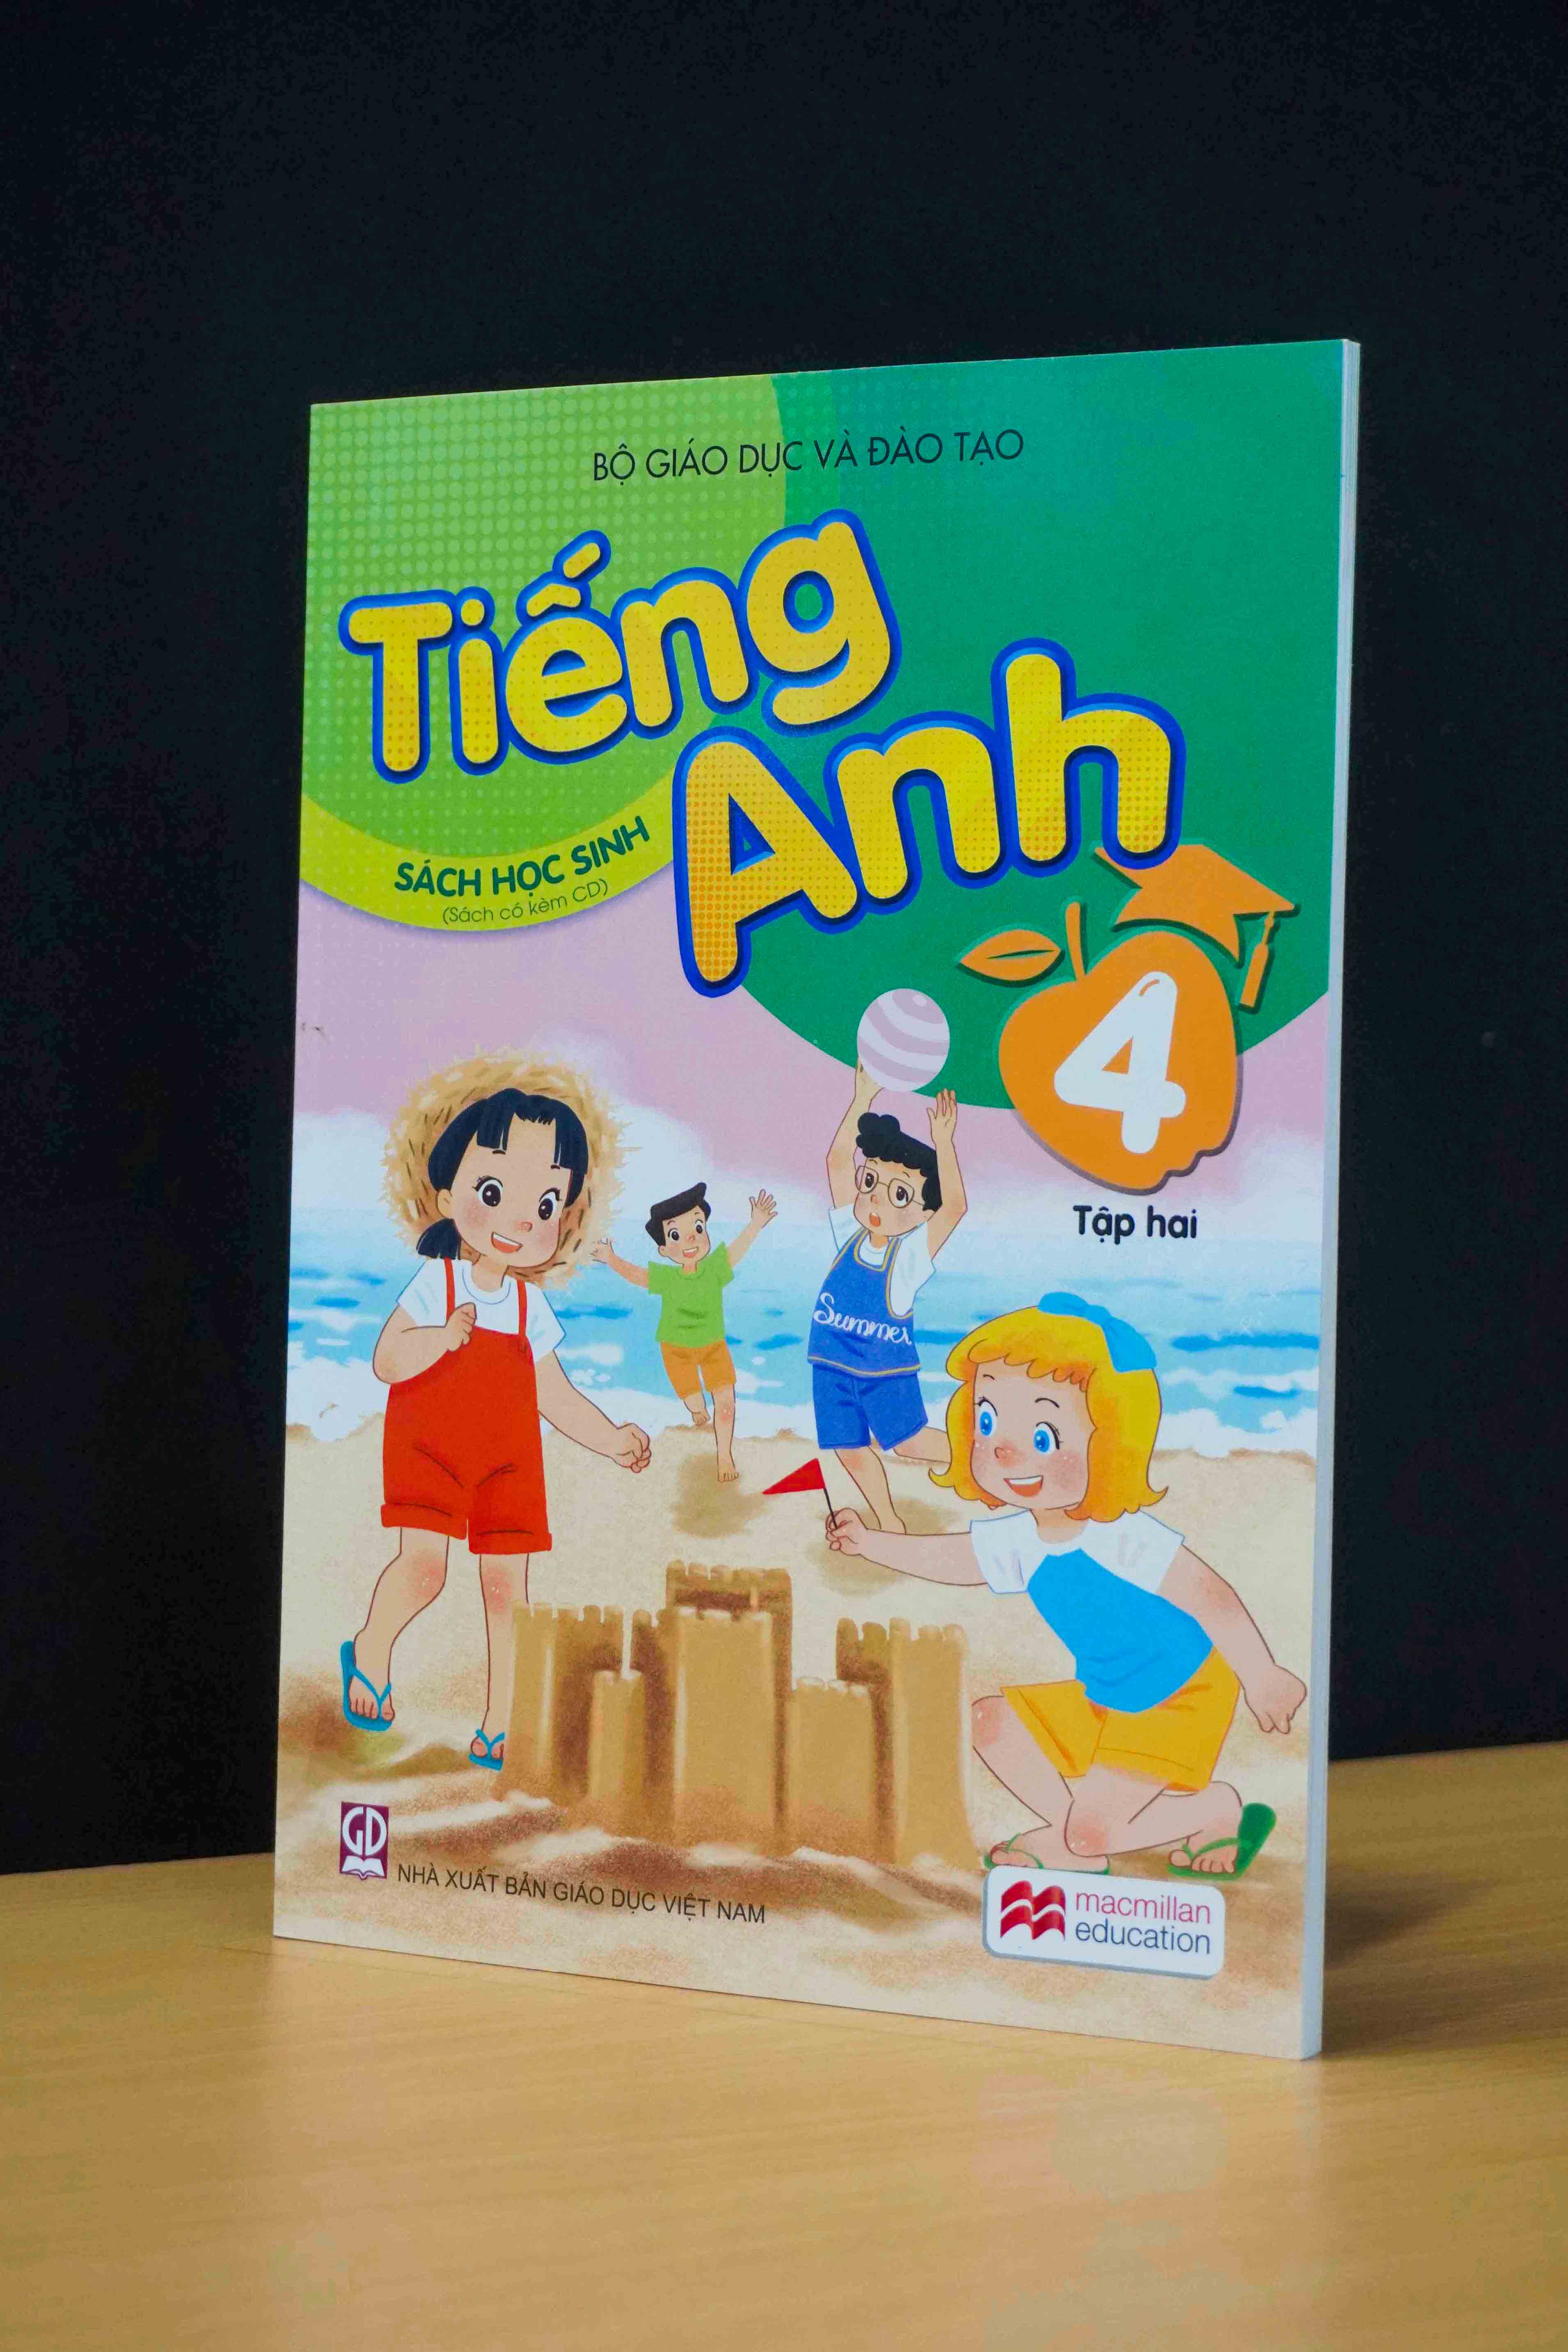 BỘ GIÁO DỤC VÀ ĐÀO TẠO
Tiếng
Anh
SÁCH HỌC SINH
(Sách có kèm CD)
4
Tập hai
Summer
GD
NHÀ XUẤT BẢN GIÁO DỤC VIỆT NAM
macmillan
education